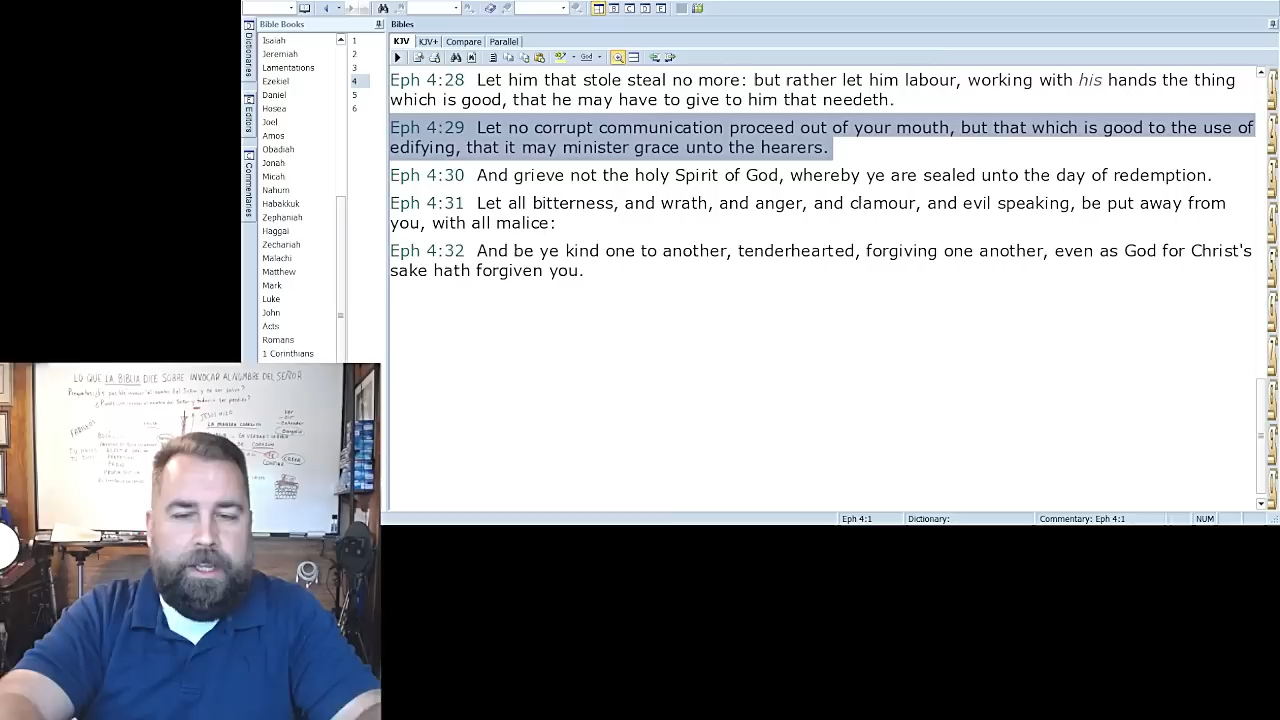 Bible Books
Bibles
Dictionaries
Editors
Commentaries
Isaiah
Jeremiah
Lamentations
Ezekiel
Daniel
Hosea
Joel
Amos
Obadiah
Jonah
Micah
Nahum
Habakkuk
Zephaniah
Haggai
Zechariah
Malachi
Matthew
Mark
Luke
John
Acts
Romans
1 Corinthians
1
2
3
4
5
6
KJV KJV+ Compare Parallel
Eph 4:28 Let him that stole steal no more: but rather let him labour, working with his hands the thing
which is good, that he may have to give to him that needeth.
Eph 4:29 Let no corrupt communication proceed out of your mouth, but that which is good to the use of
edifying, that it may minister grace unto the hearers.
Eph 4:30 And grieve not the holy Spirit of God, whereby ye are sealed unto the day of redemption.
Eph 4:31 Let all bitterness, and wrath, and anger, and clamour, and evil speaking, be put away from
you, with all malice:
Eph 4:32 And be ye kind one to another, tenderhearted, forgiving one another, even as God for Christ's
sake hath forgiven you.
Eph 4:1 Dictionary: Commentary: Eph 4:1 NUM
LO QUE LA BIBLIA DICE SOBRE INVOCAR AL NOMBRE DEL SEÑOR
JESUS HIZO
LA MANERA CORRECTA